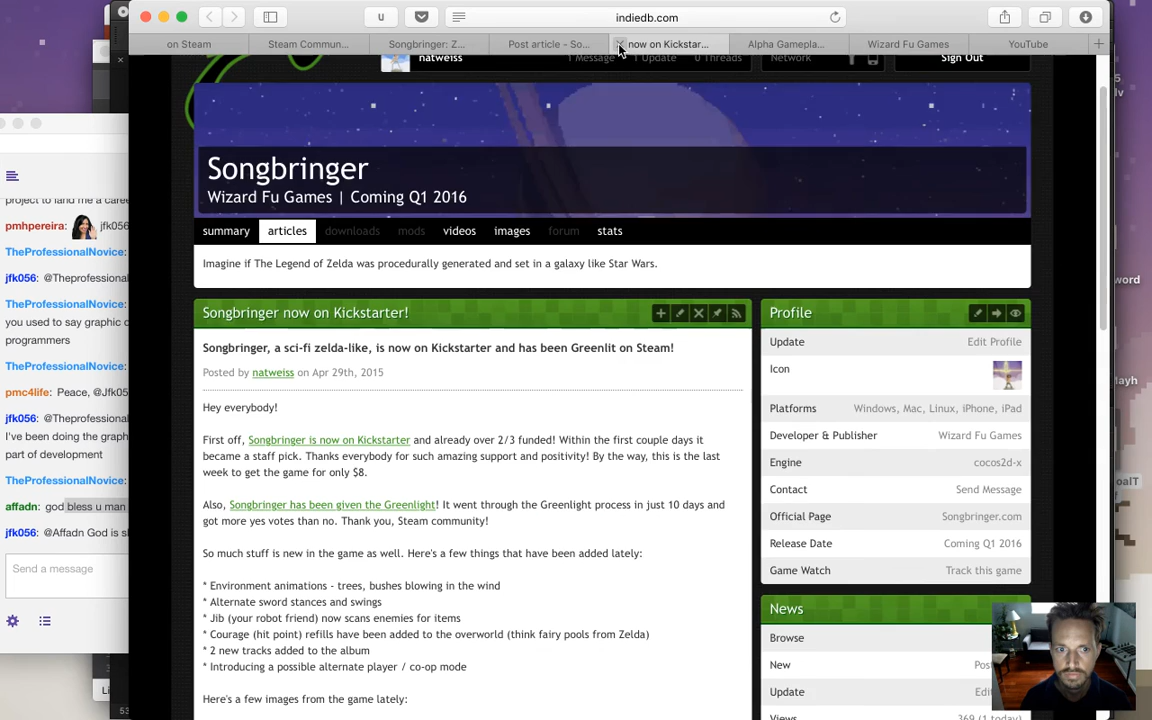 indiedb.com
on Steam
Steam Commun...
Songbringer: Z...
Post article - So...
now on Kickstar...
Alpha Gamepla...
Wizard Fu Games
YouTube
natweiss
1 Message
1 Update
0 Threads
Network
Sign Out
Songbringer
Wizard Fu Games | Coming Q1 2016
summary
articles
downloads
mods
videos
images
forum
stats
Imagine if The Legend of Zelda was procedurally generated and set in a galaxy like Star Wars.
Songbringer now on Kickstarter!
Songbringer, a sci-fi zelda-like, is now on Kickstarter and has been Greenlit on Steam!
Posted by natweiss on Apr 29th, 2015
Hey everybody!
First off, Songbringer is now on Kickstarter and already over 2/3 funded! Within the first couple days it
became a staff pick. Thanks everybody for such amazing support and positivity! By the way, this is the last
week to get the game for only $8.
Also, Songbringer has been given the Greenlight! It went through the Greenlight process in just 10 days and
got more yes votes than no. Thank you, Steam community!
So much stuff is new in the game as well. Here's a few things that have been added lately:
* Environment animations - trees, bushes blowing in the wind
* Alternate sword stances and swings
* Jib (your robot friend) now scans enemies for items
* Courage (hit point) refills have been added to the overworld (think fairy pools from Zelda)
* 2 new tracks added to the album
* Introducing a possible alternate player / co-op mode
Here's a few images from the game lately:
Profile
Update Edit Profile
Icon
Platforms Windows, Mac, Linux, iPhone, iPad
Developer & Publisher Wizard Fu Games
Engine cocos2d-x
Contact Send Message
Official Page Songbringer.com
Release Date Coming Q1 2016
Game Watch Track this game
News
Browse
New Post
Update Edit
Views 369 (1 today)
project to land me a caree
pmhpereira: jfk056
TheProfessionalNovice:
jfk056: @Theprofessional
TheProfessionalNovice:
you used to say graphic d
programmers
TheProfessionalNovice:
pmc4life: Peace, @Jfk05
jfk056: @Theprofessional
I've been doing the graph
part of development
TheProfessionalNovice:
affadn: god bless u man
jfk056: @Affadn God is sk
Send a message